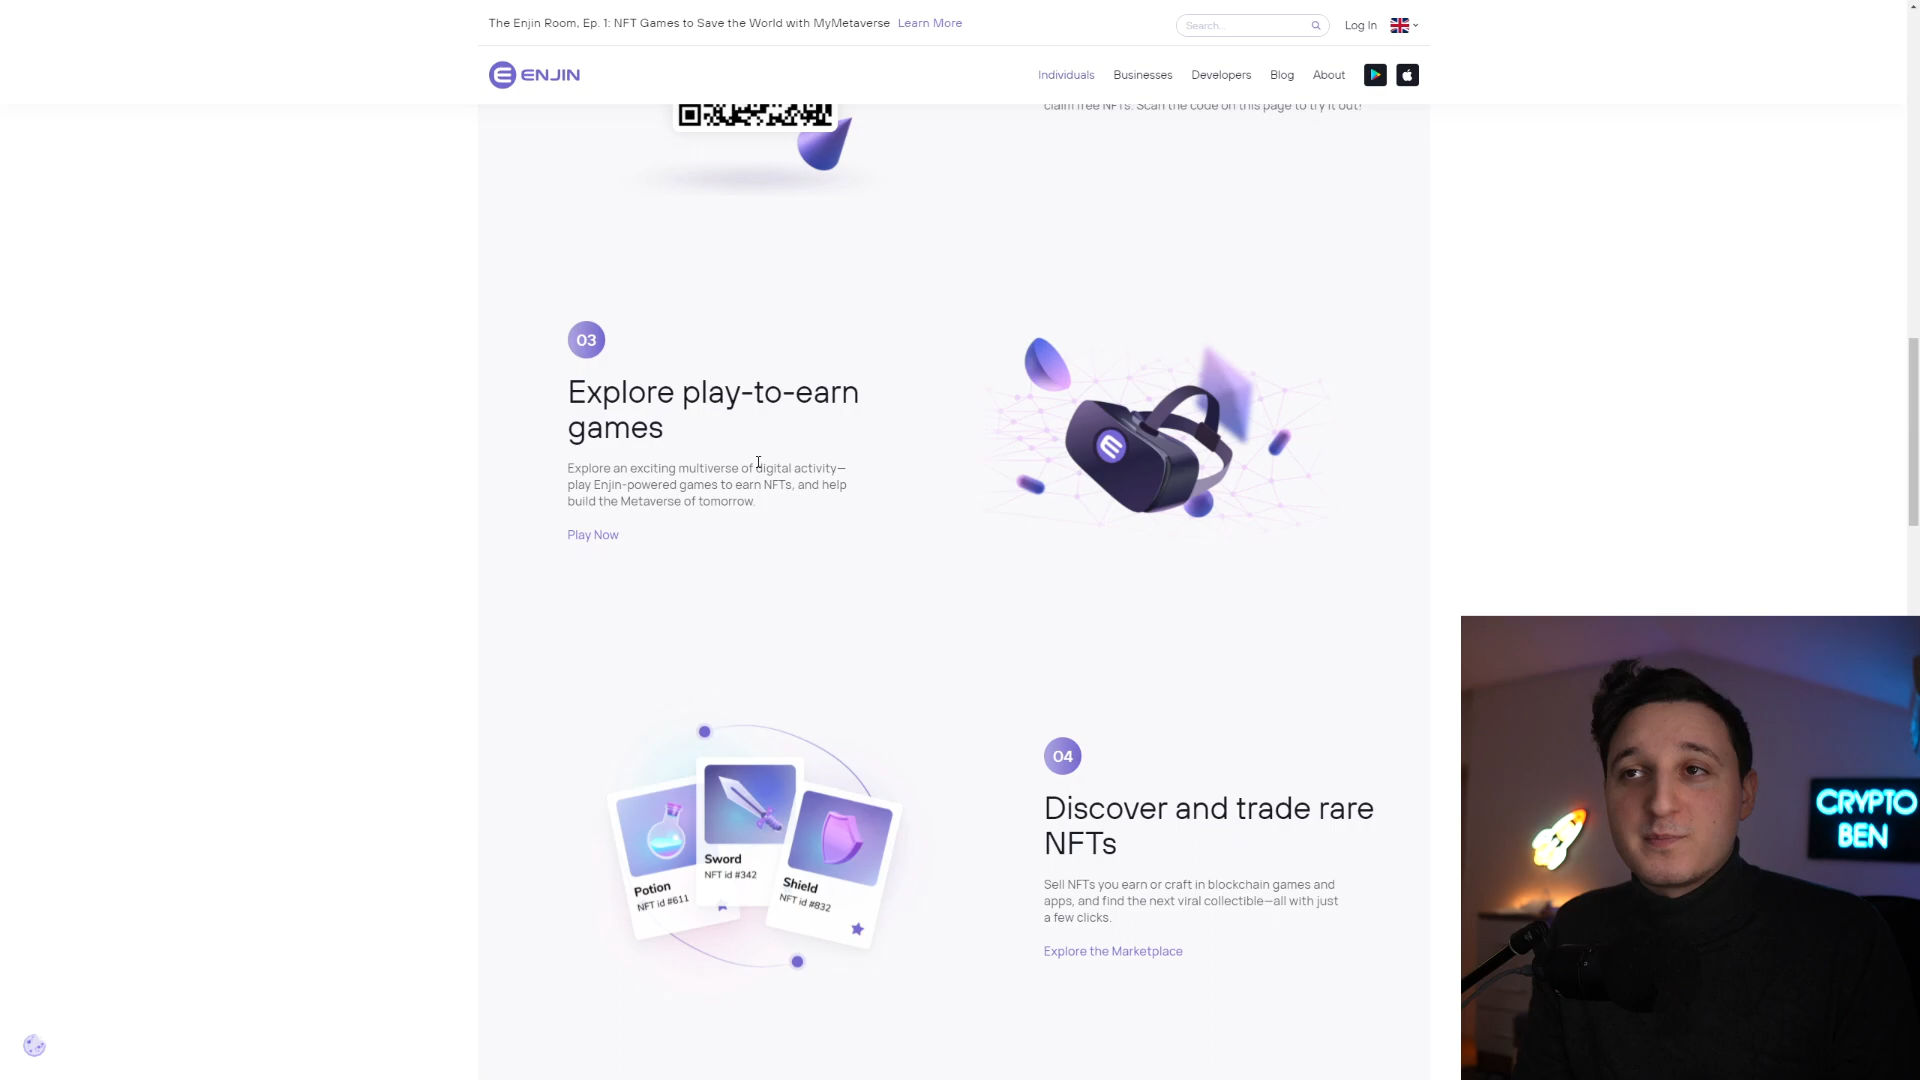 The Enjin Room, Ep. 1: NFT Games to Save the World with MyMetaverse Learn More
Search...
Log In
ENJIN
Individuals Businesses Developers Blog About
claim free NFTs. Scan the code on this page to try it out!
03
Explore play-to-earn
games
Explore an exciting multiverse of digital activity—
play Enjin-powered games to earn NFTs, and help
build the Metaverse of tomorrow.
Play Now
Potion
NFT id #611
Sword
NFT id #342
Shield
NFT id #832
04
Discover and trade rare
NFTs
Sell NFTs you earn or craft in blockchain games and
apps, and find the next viral collectible—all with just
a few clicks.
Explore the Marketplace
CRYPTO
BEN